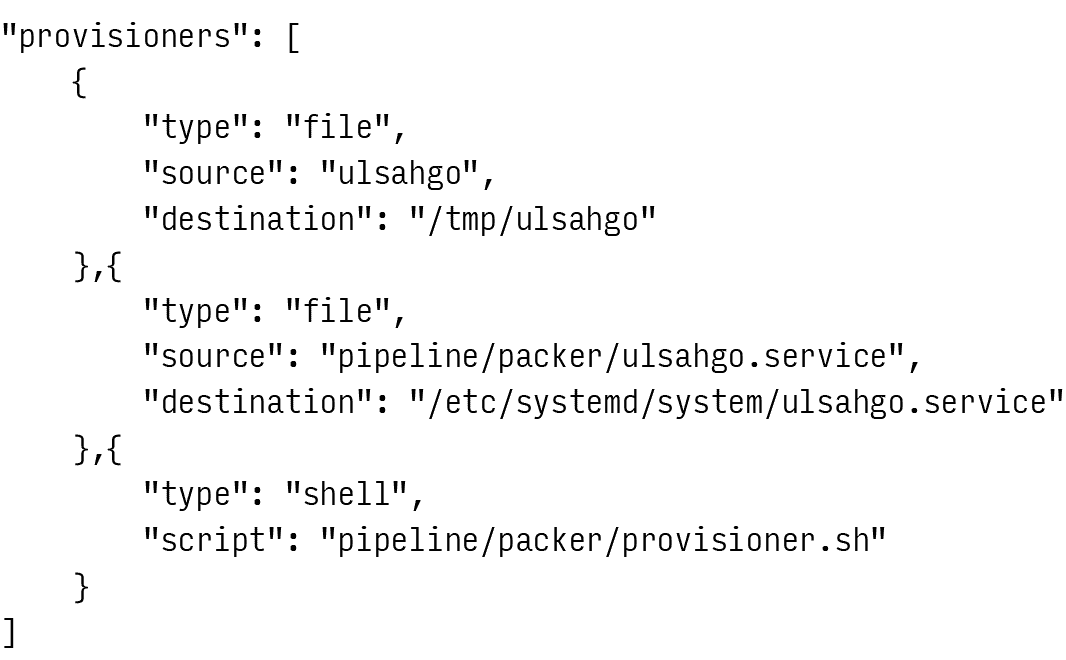 "provisioners": [
    {
        "type": "file",
        "source": "ulsahgo",
        "destination": "/tmp/ulsahgo"
    },{
        "type": "file",
        "source": "pipeline/packer/ulsahgo.service",
        "destination": "/etc/systemd/system/ulsahgo.service"
    },{
        "type": "shell",
        "script": "pipeline/packer/provisioner.sh"
    }
]